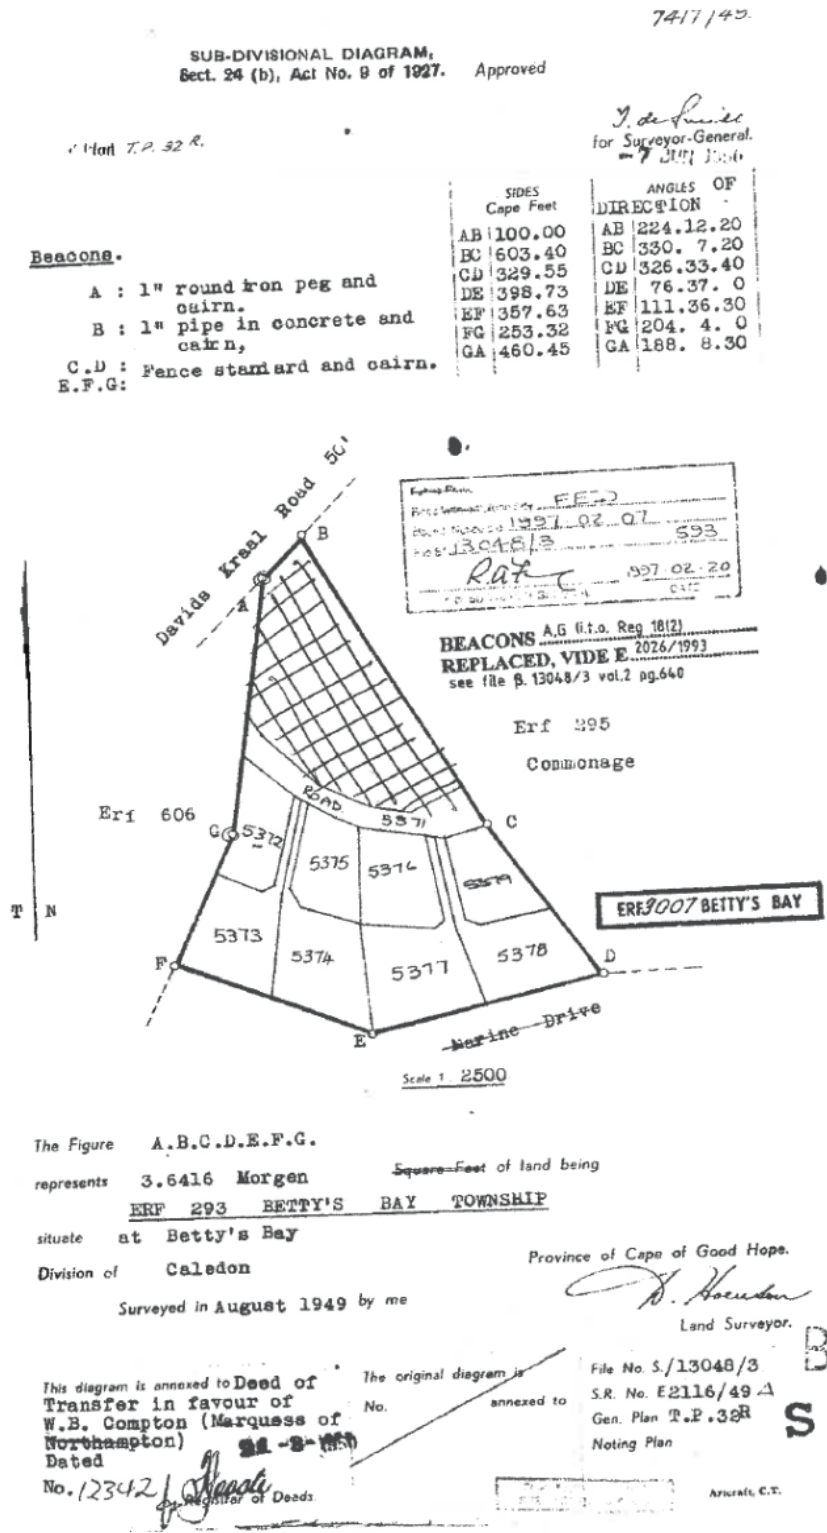 7417/49.
SUB-DIVISIONAL DIAGRAM,
Sect. 24 (b), Act No. 9 of 1927.
Approved
T.P. 32 R.
for Surveyor-General.
-7 JUN
SIDES
Cape Feet
ANGLES OF
DIRECTION
AB 100.00 AB 224.12.20
BC 603.40 BC 330. 7.20
CD 329.55 CD 326.33.40
DE 398.73 DE 76.37. 0
EF 357.63 EF 111.36.30
FG 253.32 FG 204. 4. 0
GA 460.45 GA 188. 8.30
Beacons.
A : 1" round iron peg and
cairn.
B : 1" pipe in concrete and
cairn,
C.D :
E.F.G: Fence standard and cairn.
Davids Kraal Road 50'
B
A
1997.02.07
13048/3
593
1997.02.20
DATE
BEACONS A,G (i.t.o. Reg 18(2)
REPLACED, VIDE E 2026/1993
see file S. 13048/3 vol.2 pg.640
Erf 295
Commonage
Erf 606
ROAD
5371
C
G
5372
5375
5376
5379
T N
ERF 3007 BETTY'S BAY
5373
5374
5377
5378
F
D
E
Marine Drive
Scale 1 : 2500
The Figure A.B.C.D.E.F.G.
represents 3.6416 Morgen Square Feet of land being
ERF 293 BETTY'S BAY TOWNSHIP
situate at Betty's Bay
Division of Caledon
Province of Cape of Good Hope.
Surveyed in August 1949 by me
Land Surveyor.
This diagram is annexed to Deed of
Transfer in favour of
W.B. Compton (Marquess of
Northampton)
Dated
No. 12342
Registrar of Deeds.
The original diagram is
No. annexed to
File No. S./13048/3
S.R. No. E2116/49 A
Gen. Plan T.P.32R
Noting Plan
B
S
Aricraft, C.T.